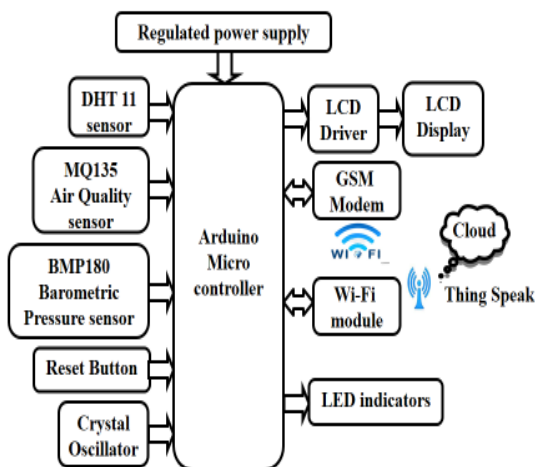 Regulated power supply
DHT 11
sensor
MQ135
Air Quality
sensor
BMP180
Barometric
Pressure sensor
Reset Button
Crystal
Oscillator
Arduino
Micro
controller
LCD
Driver
LCD
Display
GSM
Modem
WI FI
Cloud
Wi-Fi
module
Thing Speak
LED indicators